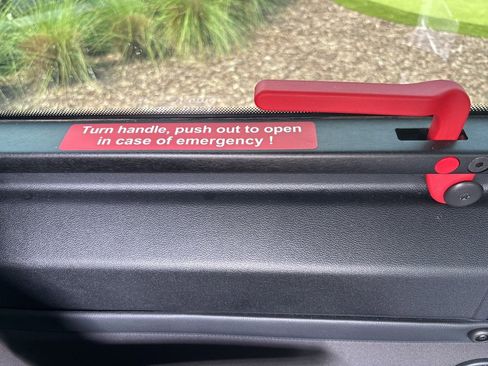 Turn handle, push out to open
in case of emergency !